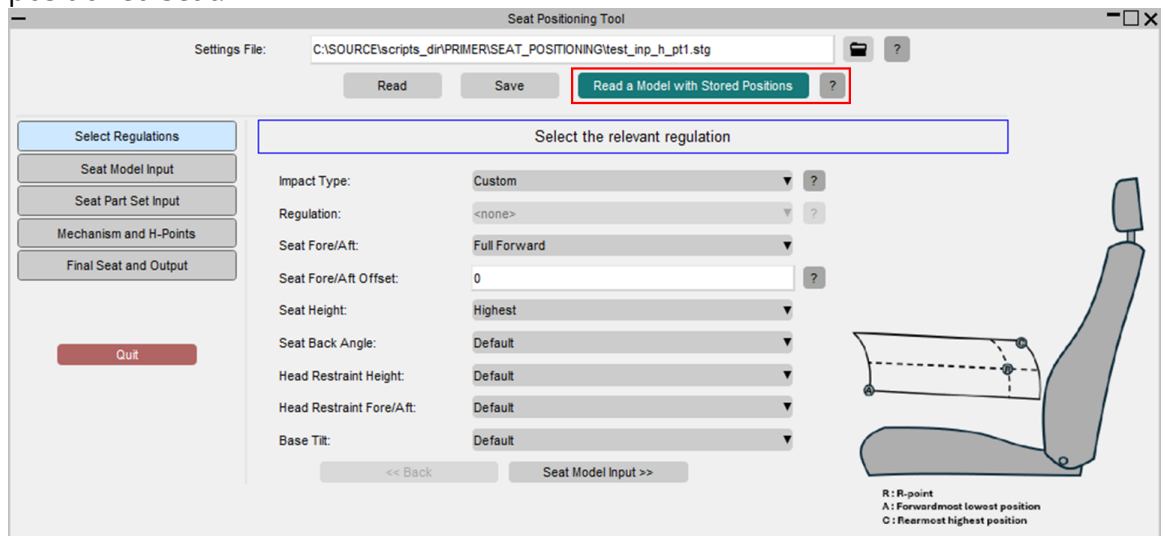 Seat Positioning Tool
Settings File: C:\SOURCE\scripts_dir\PRIMER\SEAT_POSITIONING\test_inp_h_pt1.stg ?
Read Save Read a Model with Stored Positions ?
Select Regulations
Seat Model Input
Seat Part Set Input
Mechanism and H-Points
Final Seat and Output
Quit
Select the relevant regulation
Impact Type: Custom ?
Regulation: <none> ?
Seat Fore/Aft: Full Forward
Seat Fore/Aft Offset: 0 ?
Seat Height: Highest
Seat Back Angle: Default
Head Restraint Height: Default
Head Restraint Fore/Aft: Default
Base Tilt: Default
<< Back Seat Model Input >>
C
R
A
R : R-point
A : Forwardmost lowest position
C : Rearmost highest position